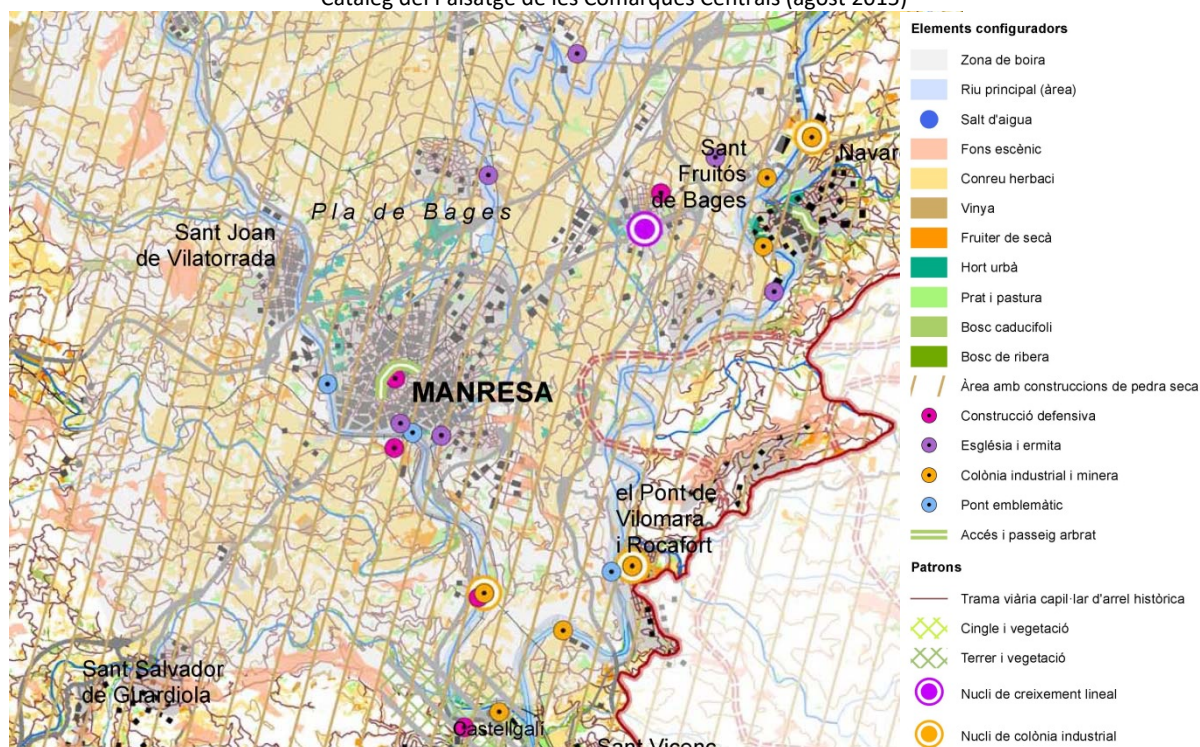 Catàleg del Paisatge de les Comarques Centrals (agost 2015)
Sant
Fruitós
de Bages
Pla de Bages
Sant Joan
de Vilatorrada
MANRESA
el Pont de
Vilomara
i Rocafort
Sant Salvador
de Guardiola
Castellgalí
Elements configuradors
Zona de boira
Riu principal (àrea)
Salt d'aigua
Fons escènic
Conreu herbaci
Vinya
Fruiter de secà
Hort urbà
Prat i pastura
Bosc caducifoli
Bosc de ribera
Àrea amb construccions de pedra seca
Construcció defensiva
Església i ermita
Colònia industrial i minera
Pont emblemàtic
Accés i passeig arbrat
Patrons
Trama viària capil·lar d'arrel històrica
Cingle i vegetació
Terrer i vegetació
Nucli de creixement lineal
Nucli de colònia industrial